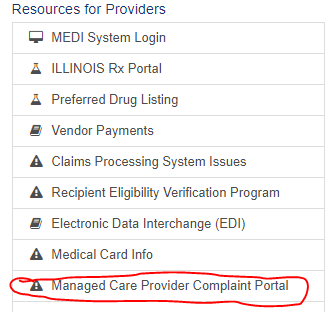 Resources for Providers
MEDI System Login
ILLINOIS Rx Portal
Preferred Drug Listing
Vendor Payments
Claims Processing System Issues
Recipient Eligibility Verification Program
Electronic Data Interchange (EDI)
Medical Card Info
Managed Care Provider Complaint Portal